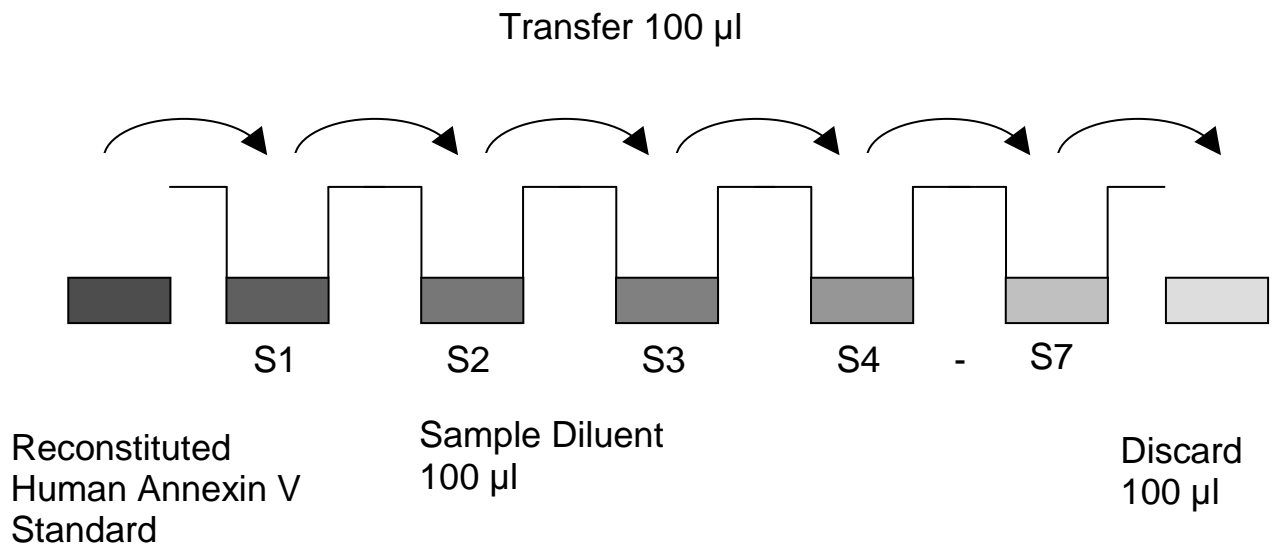 Transfer 100 µl
S1 S2 S3 S4 - S7
Reconstituted
Human Annexin V
Standard
Sample Diluent
100 µl
Discard
100 µl